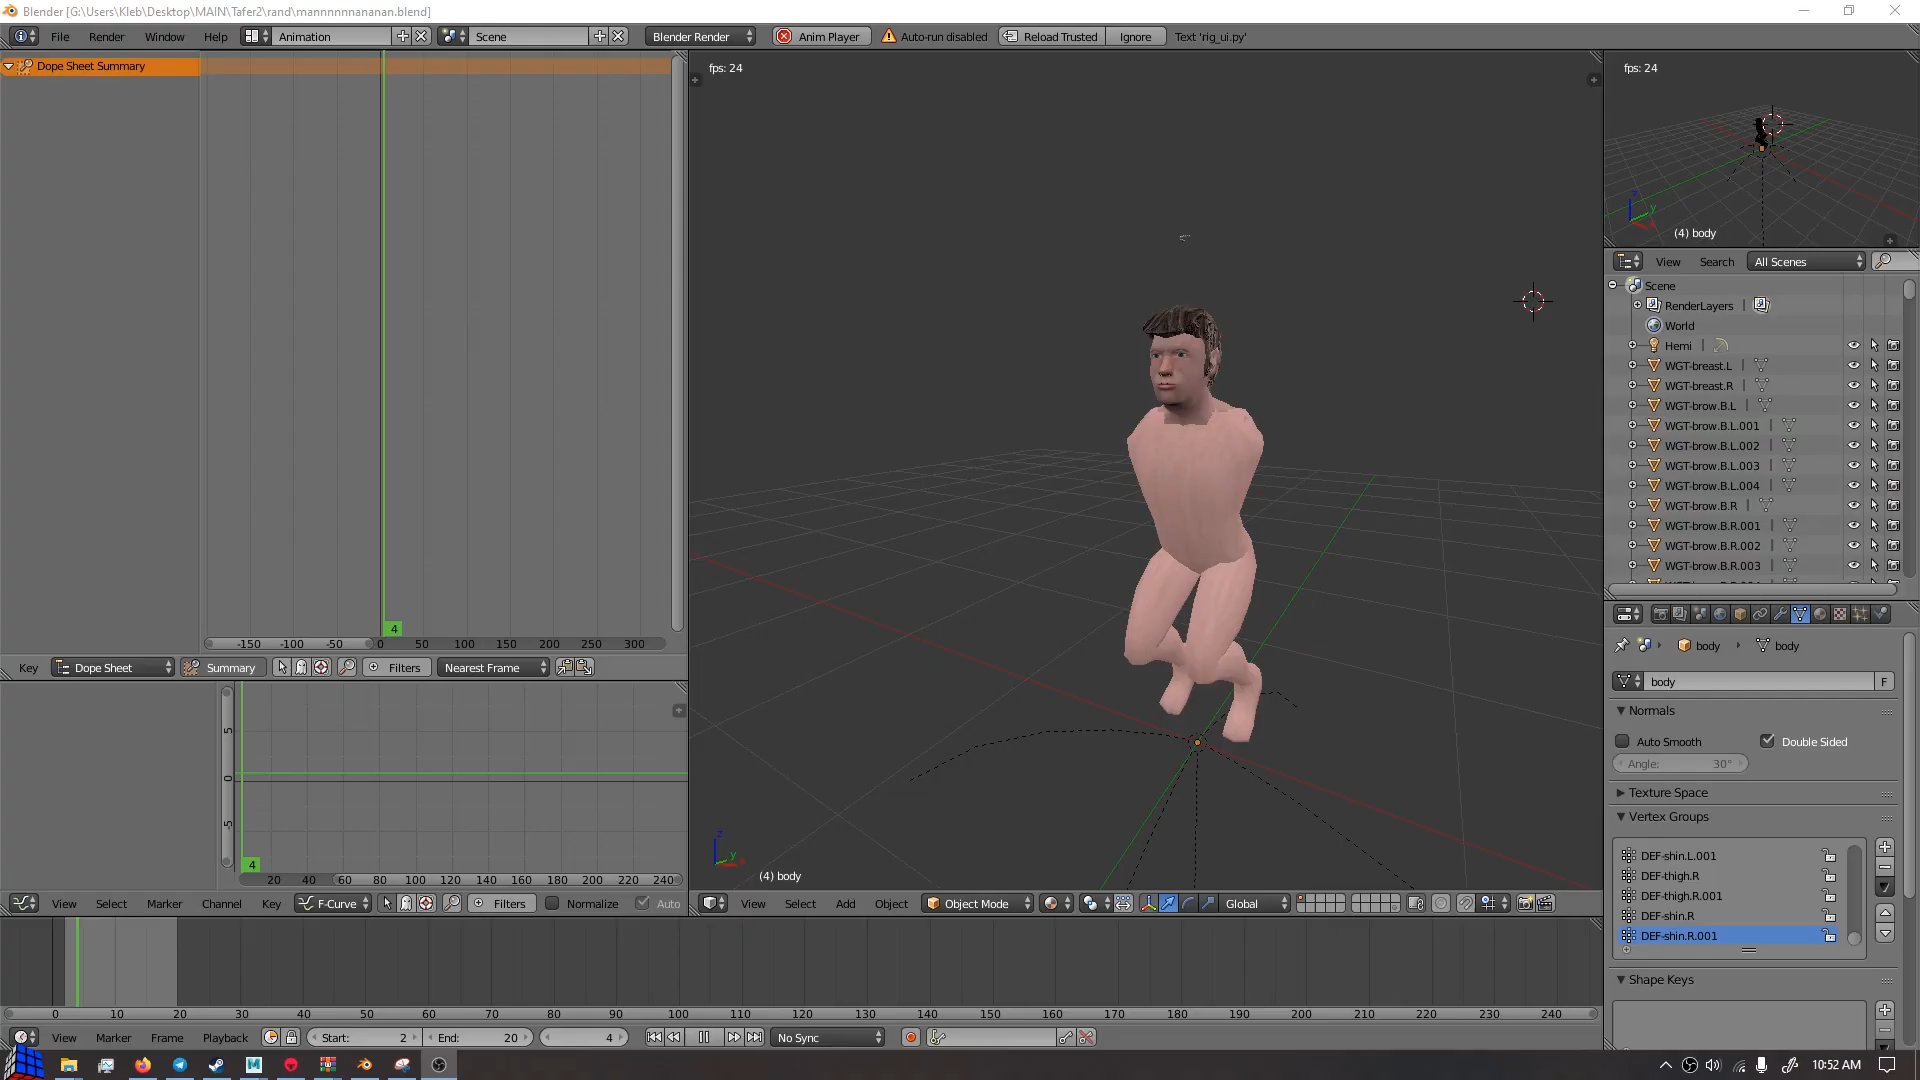 Blender [G:\Users\Kleb\Desktop\MAIN\Tafer2\rand\mannnnnnananan.blend]
File Render Window Help Animation Scene Blender Render Anim Player Auto-run disabled Reload Trusted Ignore Text 'rig_ui.py'
Dope Sheet Summary
4
-150 -100 -50 0 50 100 150 200 250 300
Key Dope Sheet Summary Filters Nearest Frame
5
0
-5
4
20 40 60 80 100 120 140 160 180 200 220 240
View Select Marker Channel Key F-Curve Filters Normalize Auto
fps: 24
z
y
x
(4) body
View Select Add Object Object Mode Global
fps: 24
z
y
(4) body
View Search All Scenes
Scene
RenderLayers
World
Hemi
WGT-breast.L
WGT-breast.R
WGT-brow.B.L
WGT-brow.B.L.001
WGT-brow.B.L.002
WGT-brow.B.L.003
WGT-brow.B.L.004
WGT-brow.B.R
WGT-brow.B.R.001
WGT-brow.B.R.002
WGT-brow.B.R.003
body body
body F
Normals
Auto Smooth Double Sided
Angle: 30°
Texture Space
Vertex Groups
DEF-shin.L.001
DEF-thigh.R
DEF-thigh.R.001
DEF-shin.R
DEF-shin.R.001
Shape Keys
0 10 20 30 40 50 60 70 80 90 100 110 120 130 140 150 160 170 180 190 200 210 220 230 240
View Marker Frame Playback Start: 2 End: 20 4 No Sync
10:52 AM